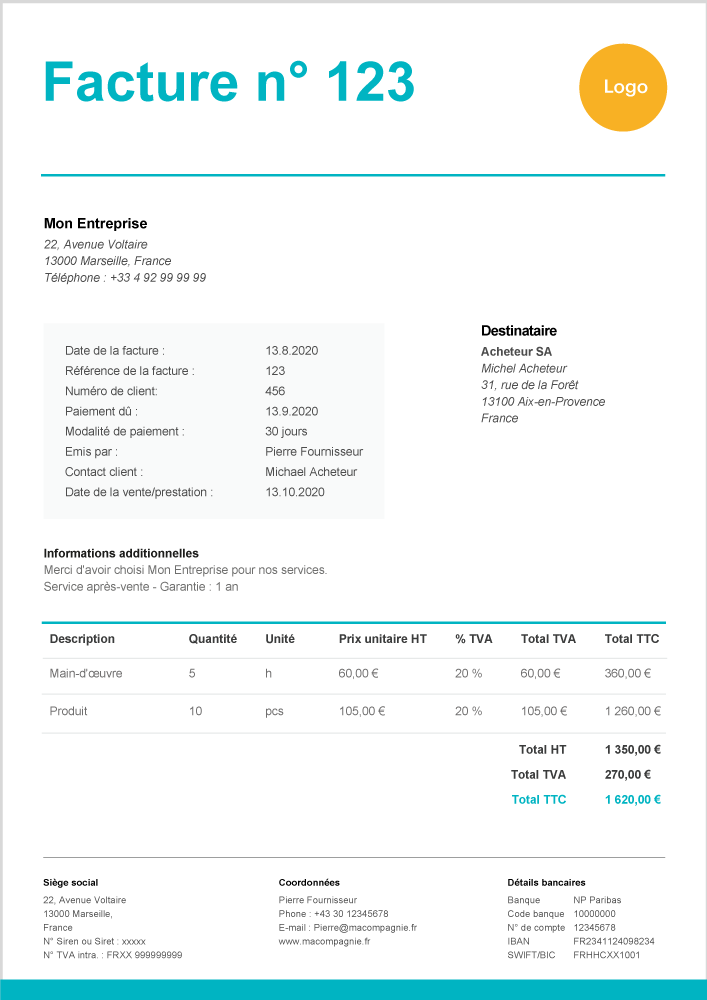 Facture n° 123
Logo
Mon Entreprise
22, Avenue Voltaire
13000 Marseille, France
Téléphone : +33 4 92 99 99 99
Date de la facture : 13.8.2020
Référence de la facture : 123
Numéro de client: 456
Paiement dû : 13.9.2020
Modalité de paiement : 30 jours
Emis par : Pierre Fournisseur
Contact client : Michael Acheteur
Date de la vente/prestation : 13.10.2020
Destinataire
Acheteur SA
Michel Acheteur
31, rue de la Forêt
13100 Aix-en-Provence
France
Informations additionnelles
Merci d'avoir choisi Mon Entreprise pour nos services.
Service après-vente - Garantie : 1 an
Description Quantité Unité Prix unitaire HT % TVA Total TVA Total TTC
Main-d'œuvre 5 h 60,00 € 20 % 60,00 € 360,00 €
Produit 10 pcs 105,00 € 20 % 105,00 € 1 260,00 €
Total HT 1 350,00 €
Total TVA 270,00 €
Total TTC 1 620,00 €
Siège social
22, Avenue Voltaire
13000 Marseille,
France
N° Siren ou Siret : xxxxx
N° TVA intra. : FRXX 999999999
Coordonnées
Pierre Fournisseur
Phone : +43 30 12345678
E-mail : Pierre@macompagnie.fr
www.macompagnie.fr
Détails bancaires
Banque NP Paribas
Code banque 10000000
N° de compte 12345678
IBAN FR2341124098234
SWIFT/BIC FRHHCXX1001